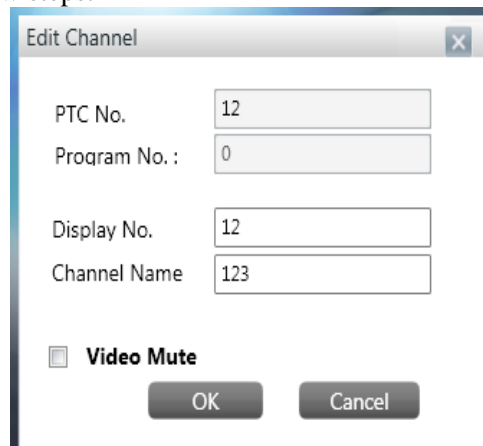 Edit Channel
PTC No. 12
Program No. : 0
Display No. 12
Channel Name 123
Video Mute
OK Cancel